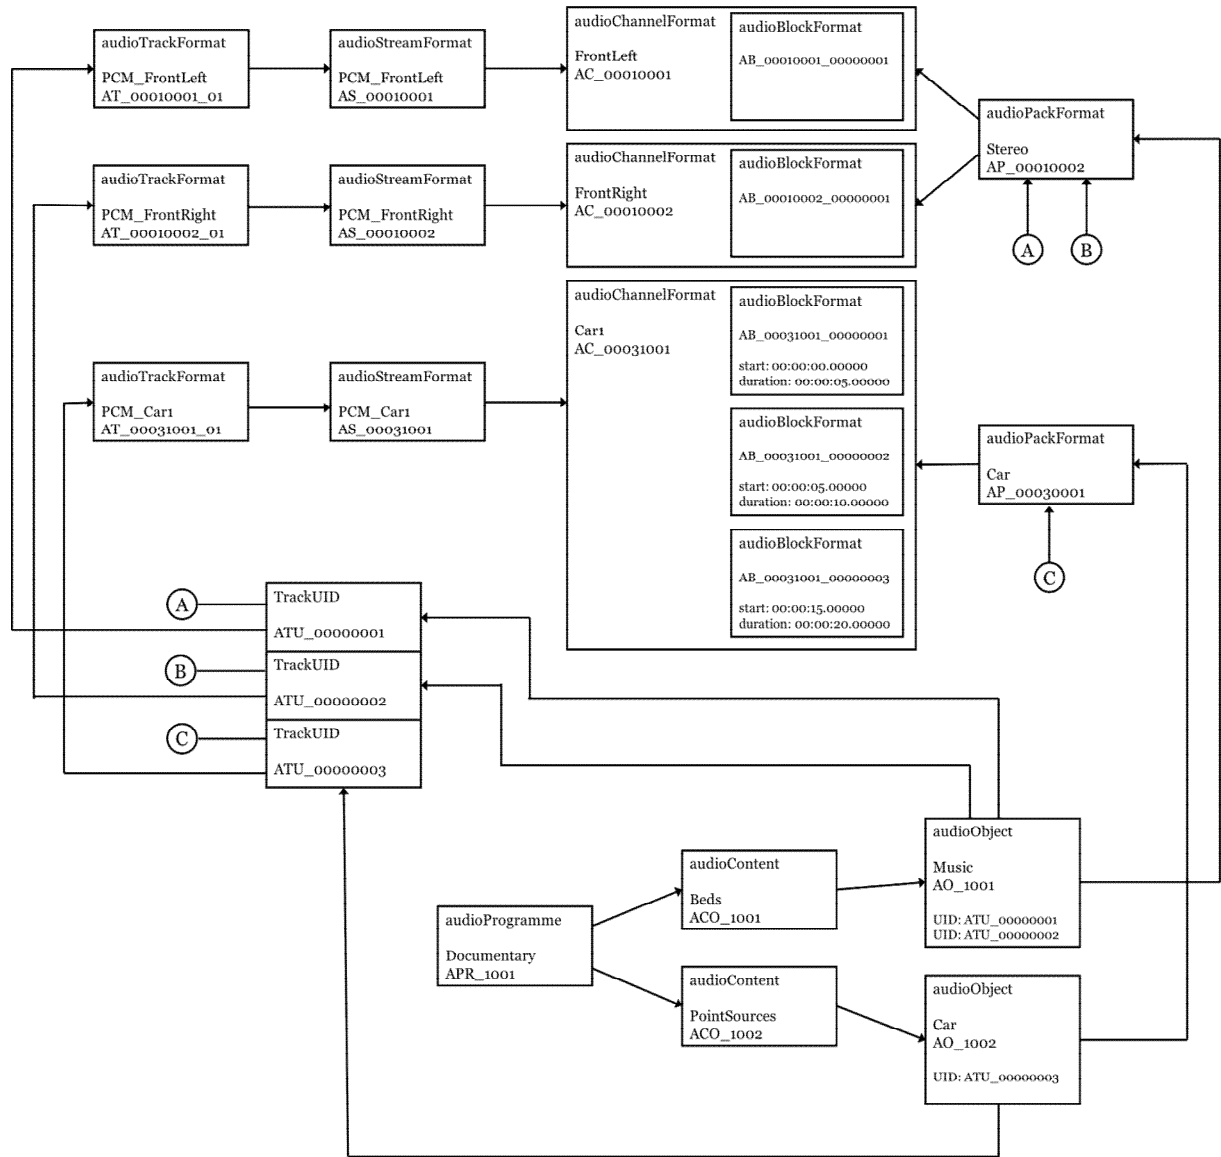 audioTrackFormat
PCM_FrontLeft
AT_00010001_01
audioStreamFormat
PCM_FrontLeft
AS_00010001
audioChannelFormat
FrontLeft
AC_00010001
audioBlockFormat
AB_00010001_00000001
audioPackFormat
Stereo
AP_00010002
A
B
audioTrackFormat
PCM_FrontRight
AT_00010002_01
audioStreamFormat
PCM_FrontRight
AS_00010002
audioChannelFormat
FrontRight
AC_00010002
audioBlockFormat
AB_00010002_00000001
audioTrackFormat
PCM_Car1
AT_00031001_01
audioStreamFormat
PCM_Car1
AS_00031001
audioChannelFormat
Car1
AC_00031001
audioBlockFormat
AB_00031001_00000001
start: 00:00:00.00000
duration: 00:00:05.00000
audioBlockFormat
AB_00031001_00000002
start: 00:00:05.00000
duration: 00:00:10.00000
audioBlockFormat
AB_00031001_00000003
start: 00:00:15.00000
duration: 00:00:20.00000
audioPackFormat
Car
AP_00030001
C
A
TrackUID
ATU_00000001
B
TrackUID
ATU_00000002
C
TrackUID
ATU_00000003
audioProgramme
Documentary
APR_1001
audioContent
Beds
ACO_1001
audioContent
PointSources
ACO_1002
audioObject
Music
AO_1001
UID: ATU_00000001
UID: ATU_00000002
audioObject
Car
AO_1002
UID: ATU_00000003